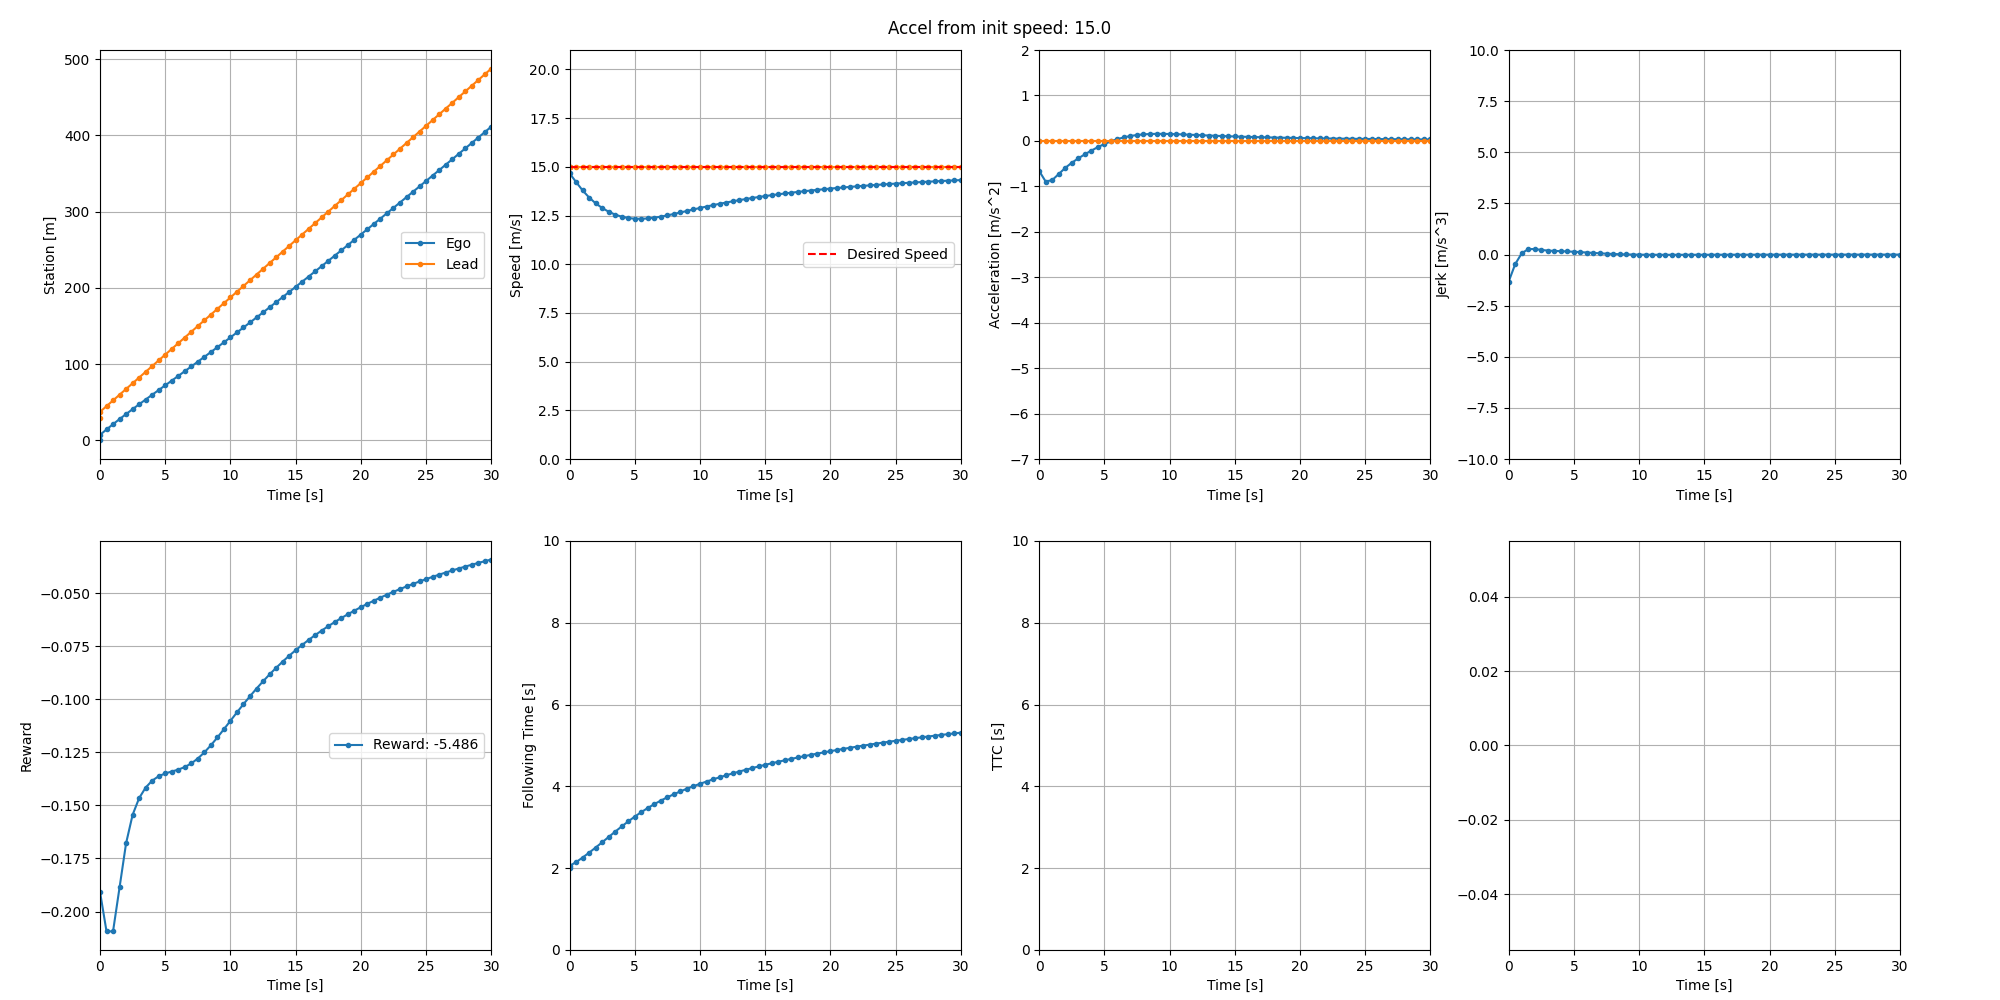 Accel from init speed: 15.0
Station [m]
500
400
300
200
100
0
Ego
Lead
0 5 10 15 20 25 30
Time [s]
Speed [m/s]
20.0
17.5
15.0
12.5
10.0
7.5
5.0
2.5
0.0
Desired Speed
0 5 10 15 20 25 30
Time [s]
Acceleration [m/s^2]
2
1
0
−1
−2
−3
−4
−5
−6
−7
0 5 10 15 20 25 30
Time [s]
Jerk [m/s^3]
10.0
7.5
5.0
2.5
0.0
−2.5
−5.0
−7.5
−10.0
0 5 10 15 20 25 30
Time [s]
Reward
−0.050
−0.075
−0.100
−0.125
−0.150
−0.175
−0.200
Reward: -5.486
0 5 10 15 20 25 30
Time [s]
Following Time [s]
10
8
6
4
2
0
0 5 10 15 20 25 30
Time [s]
TTC [s]
10
8
6
4
2
0
0 5 10 15 20 25 30
Time [s]
0.04
0.02
0.00
−0.02
−0.04
0 5 10 15 20 25 30
Time [s]